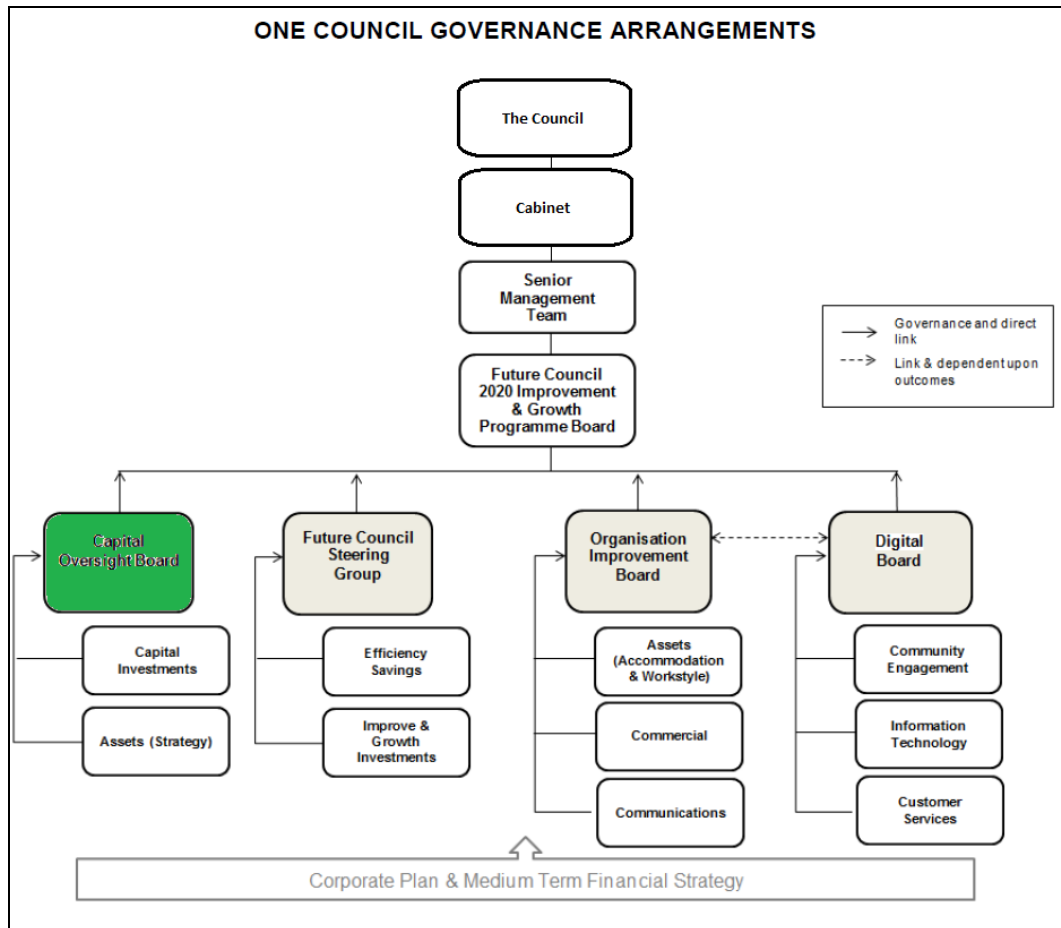 ONE COUNCIL GOVERNANCE ARRANGEMENTS
The Council
Cabinet
Senior
Management
Team
Governance and direct
link
Link & dependent upon
outcomes
Future Council
2020 Improvement
& Growth
Programme Board
Capital
Oversight Board
Future Council
Steering
Group
Organisation
Improvement
Board
Digital
Board
Capital
Investments
Assets (Strategy)
Efficiency
Savings
Improve &
Growth
Investments
Assets
(Accommodation
& Workstyle)
Commercial
Communications
Community
Engagement
Information
Technology
Customer
Services
Corporate Plan & Medium Term Financial Strategy